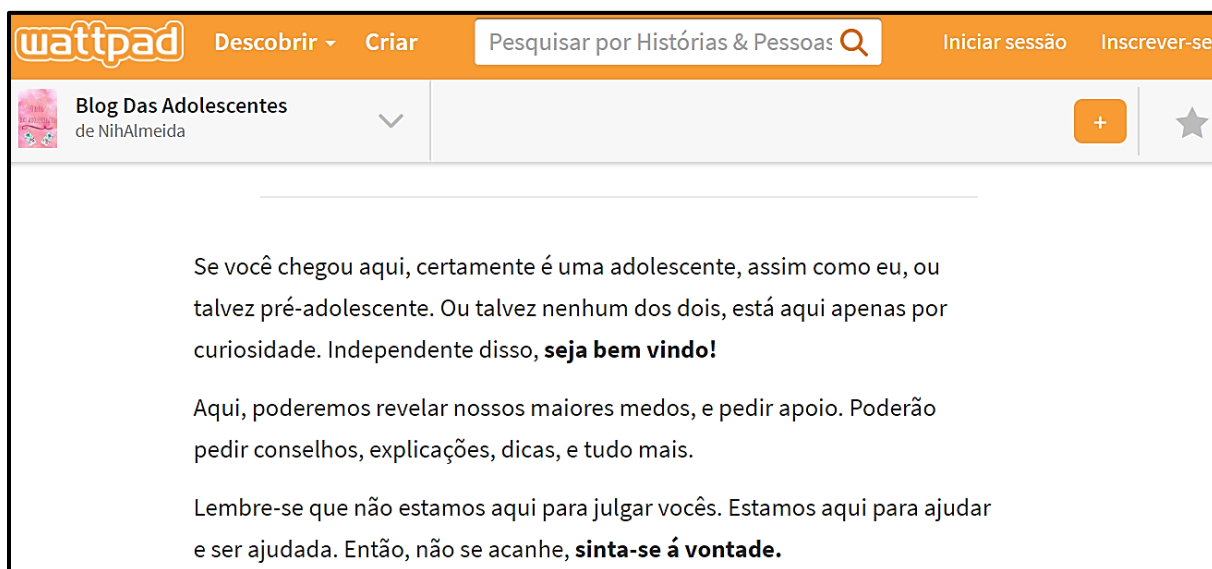 wattpad Descobrir Criar Pesquisar por Histórias & Pessoas Iniciar sessão Inscrever-se
Blog Das Adolescentes
de NihAlmeida
+
Se você chegou aqui, certamente é uma adolescente, assim como eu, ou
talvez pré-adolescente. Ou talvez nenhum dos dois, está aqui apenas por
curiosidade. Independente disso, seja bem vindo!
Aqui, poderemos revelar nossos maiores medos, e pedir apoio. Poderão
pedir conselhos, explicações, dicas, e tudo mais.
Lembre-se que não estamos aqui para julgar vocês. Estamos aqui para ajudar
e ser ajudada. Então, não se acanhe, sinta-se á vontade.